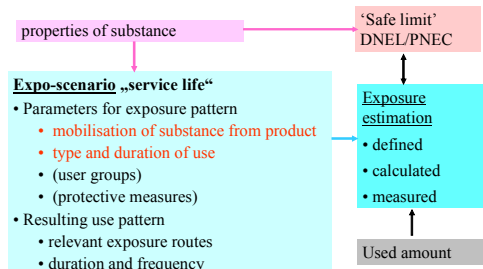 properties of substance
‘Safe limit’
DNEL/PNEC
Expo-scenario „service life“
• Parameters for exposure pattern
• mobilisation of substance from product
• type and duration of use
• (user groups)
• (protective measures)
• Resulting use pattern
• relevant exposure routes
• duration and frequency
Exposure
estimation
• defined
• calculated
• measured
Used amount